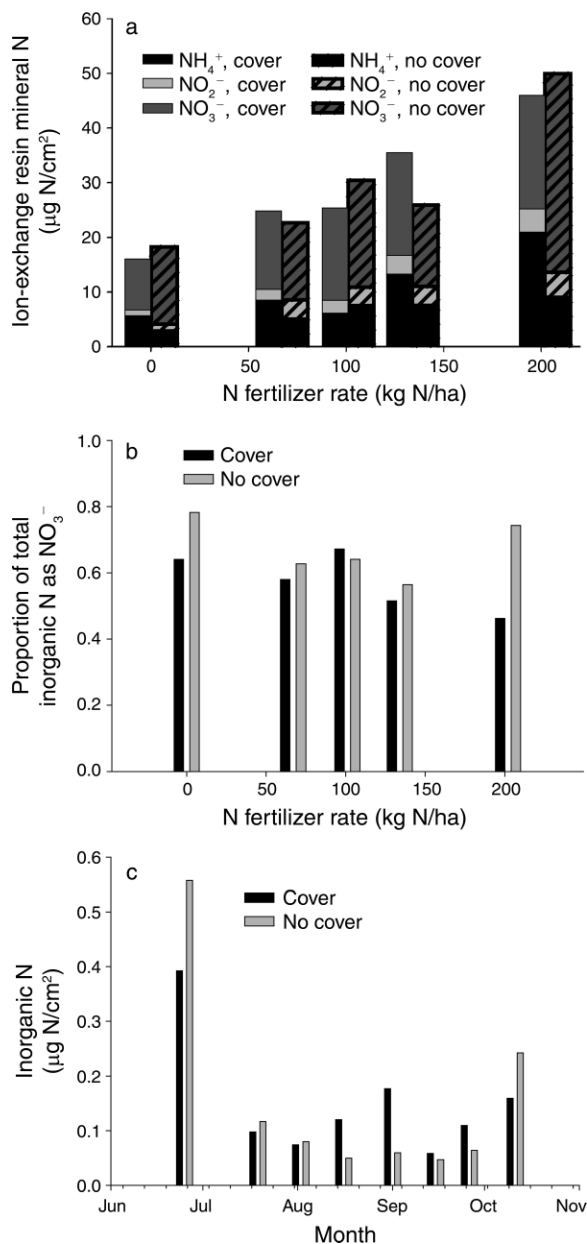 a
NH₄⁺, cover NH₄⁺, no cover
NO₂⁻, cover NO₂⁻, no cover
NO₃⁻, cover NO₃⁻, no cover
Ion-exchange resin mineral N
(μg N/cm²)
60
50
40
30
20
10
0
0 50 100 150 200
N fertilizer rate (kg N/ha)
b
Cover
No cover
Proportion of total
inorganic N as NO₃⁻
1.0
0.8
0.6
0.4
0.2
0.0
0 50 100 150 200
N fertilizer rate (kg N/ha)
c
Cover
No cover
Inorganic N
(μg N/cm²)
0.6
0.5
0.4
0.3
0.2
0.1
0.0
Jun Jul Aug Sep Oct Nov
Month